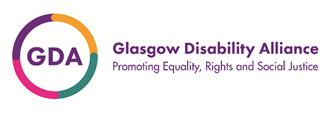 GDA
Glasgow Disability Alliance
Promoting Equality, Rights and Social Justice